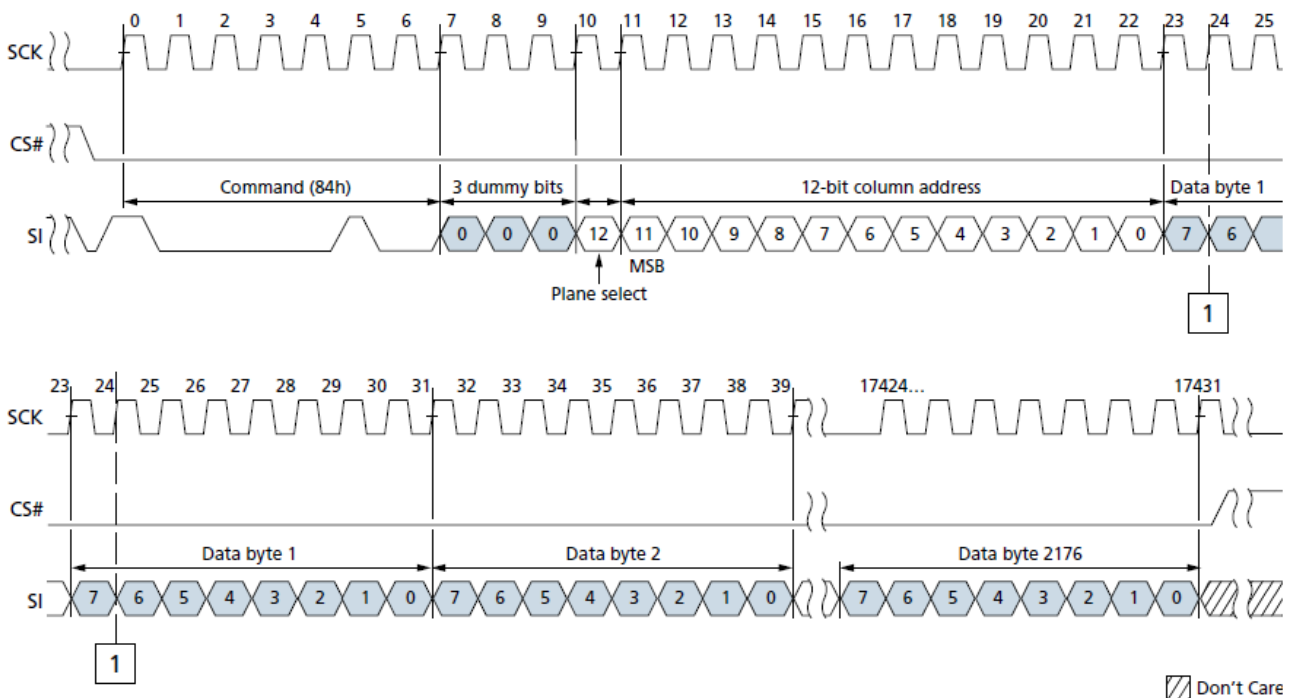 0 1 2 3 4 5 6 7 8 9 10 11 12 13 14 15 16 17 18 19 20 21 22 23 24 25
SCK
CS#
Command (84h) 3 dummy bits 12-bit column address Data byte 1
SI 0 0 0 12 11 10 9 8 7 6 5 4 3 2 1 0 7 6
MSB
Plane select
1
23 24 25 26 27 28 29 30 31 32 33 34 35 36 37 38 39 17424... 17431
SCK
CS#
Data byte 1 Data byte 2 Data byte 2176
SI 7 6 5 4 3 2 1 0 7 6 5 4 3 2 1 0 7 6 5 4 3 2 1 0
1
Don't Care